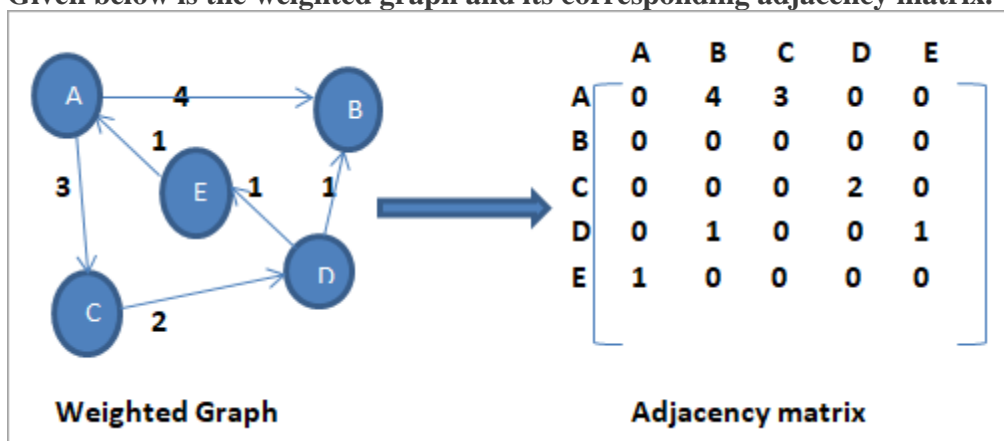 Given below is the weighted graph and its corresponding adjacency matrix.
A B C D E
A 4 B A 0 4 3 0 0
1 B 0 0 0 0 0
3 E 1 1 C 0 0 0 2 0
D D 0 1 0 0 1
C 2 E 1 0 0 0 0
Weighted Graph Adjacency matrix